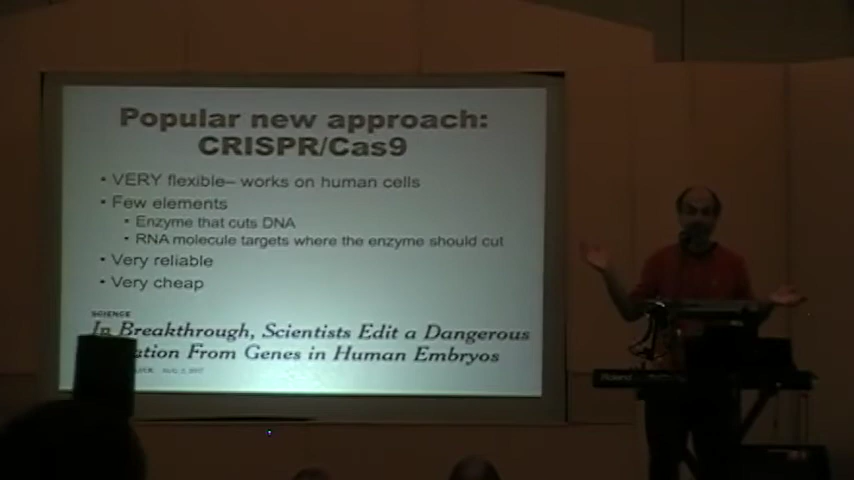 Popular new approach:
CRISPR/Cas9
• VERY flexible– works on human cells
• Few elements
• Enzyme that cuts DNA
• RNA molecule targets where the enzyme should cut
• Very reliable
• Very cheap
SCIENCE
In Breakthrough, Scientists Edit a Dangerous
From Genes in Human Embryos
2017
Roland